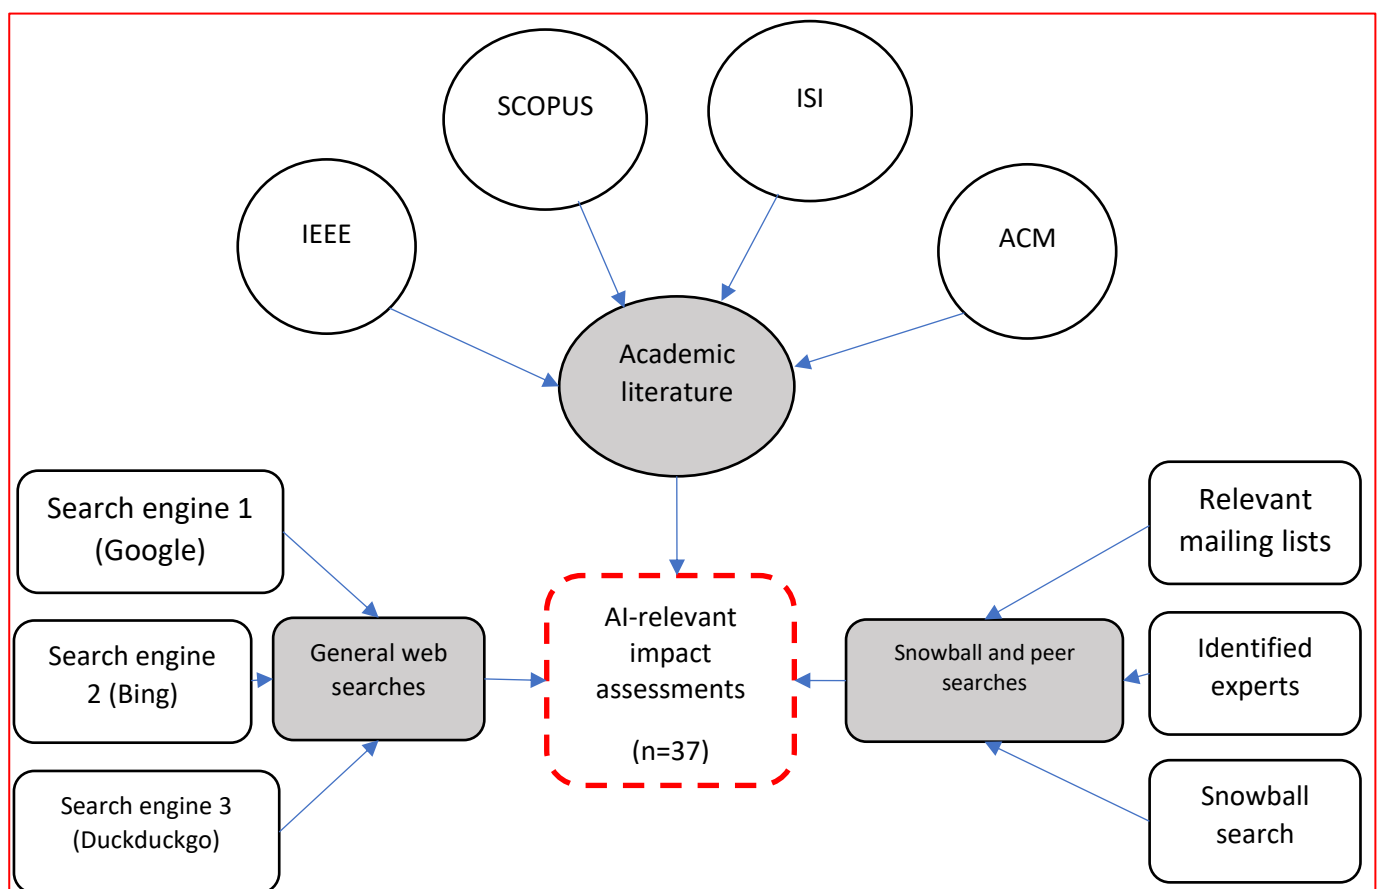 SCOPUS
ISI
IEEE
ACM
Academic
literature
Search engine 1
(Google)
Search engine
2 (Bing)
Search engine 3
(Duckduckgo)
General web
searches
AI-relevant
impact
assessments
(n=37)
Snowball and peer
searches
Relevant
mailing lists
Identified
experts
Snowball
search